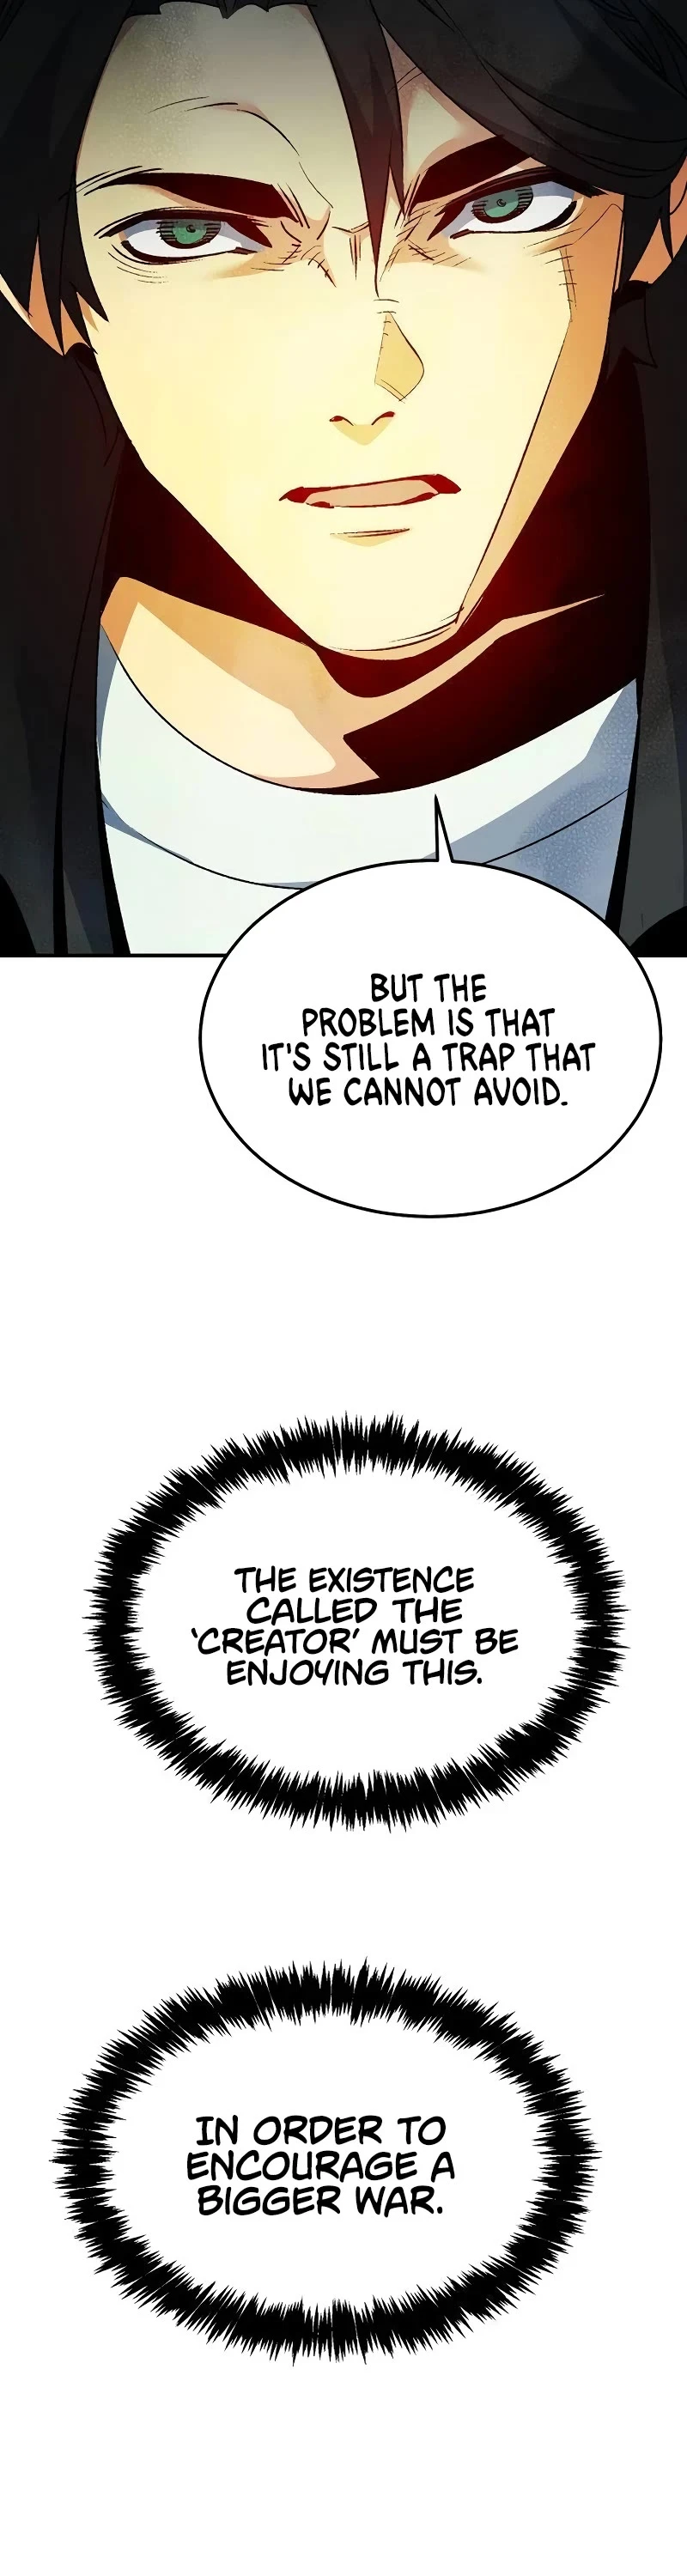 BUT THE
PROBLEM IS THAT
IT'S STILL A TRAP THAT
WE CANNOT AVOID.
THE EXISTENCE
CALLED THE
'CREATOR' MUST BE
ENJOYING THIS.
IN ORDER TO
ENCOURAGE A
BIGGER WAR.